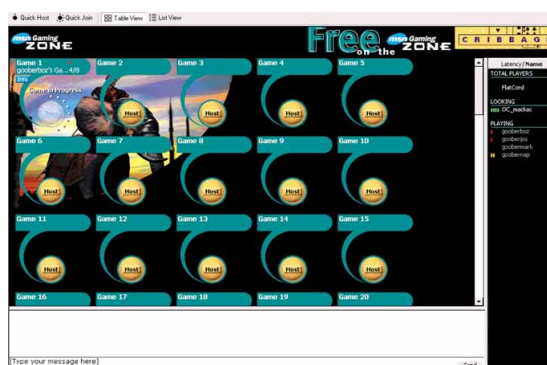 Quick Host Quick Join Table View List View
msn Gaming ZONE
Free on the msn Gaming ZONE
CRIBBAG
Latency/Name
TOTAL PLAYERS
FlatCord
LOOKING
OC_mackac
PLAYING
gooberboz
gooberjos
goobermark
goobernap
Game 1 Game 2 Game 3 Game 4 Game 5
gooberboz's Ga... 4/8
Info
Game in Progress
Host Host Host Host
Game 6 Game 7 Game 8 Game 9 Game 10
Host Host Host Host Host
Game 11 Game 12 Game 13 Game 14 Game 15
Host Host Host Host Host
Game 16 Game 17 Game 18 Game 19 Game 20
[Type your message here]
Send